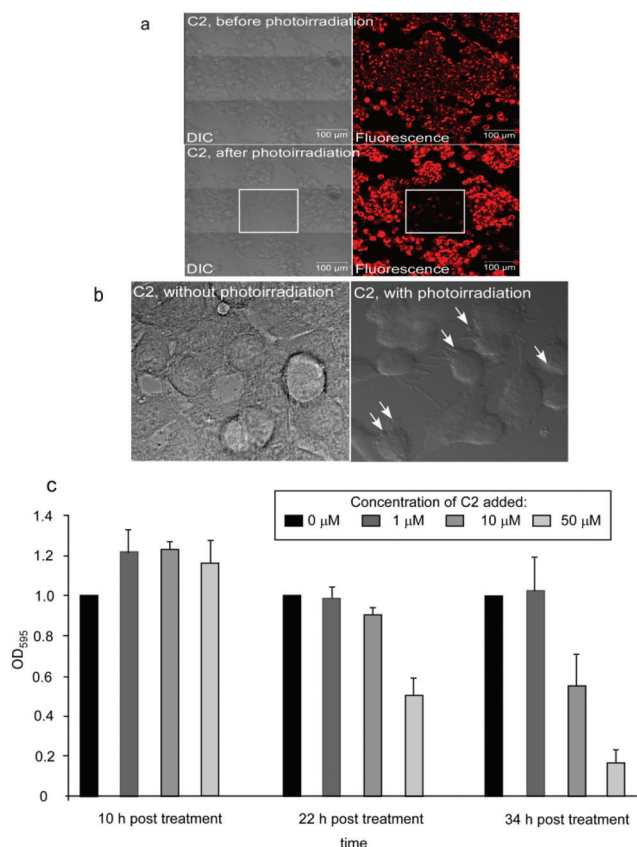 a
C2, before photoirradiation
DIC
100 µm
Fluorescence
100 µm
C2, after photoirradiation
DIC
100 µm
Fluorescence
100 µm
b
C2, without photoirradiation
C2, with photoirradiation
c
Concentration of C2 added:
0 µM 1 µM 10 µM 50 µM
1.4
1.2
1.0
0.8
0.6
0.4
0.2
0
OD595
10 h post treatment 22 h post treatment 34 h post treatment
time